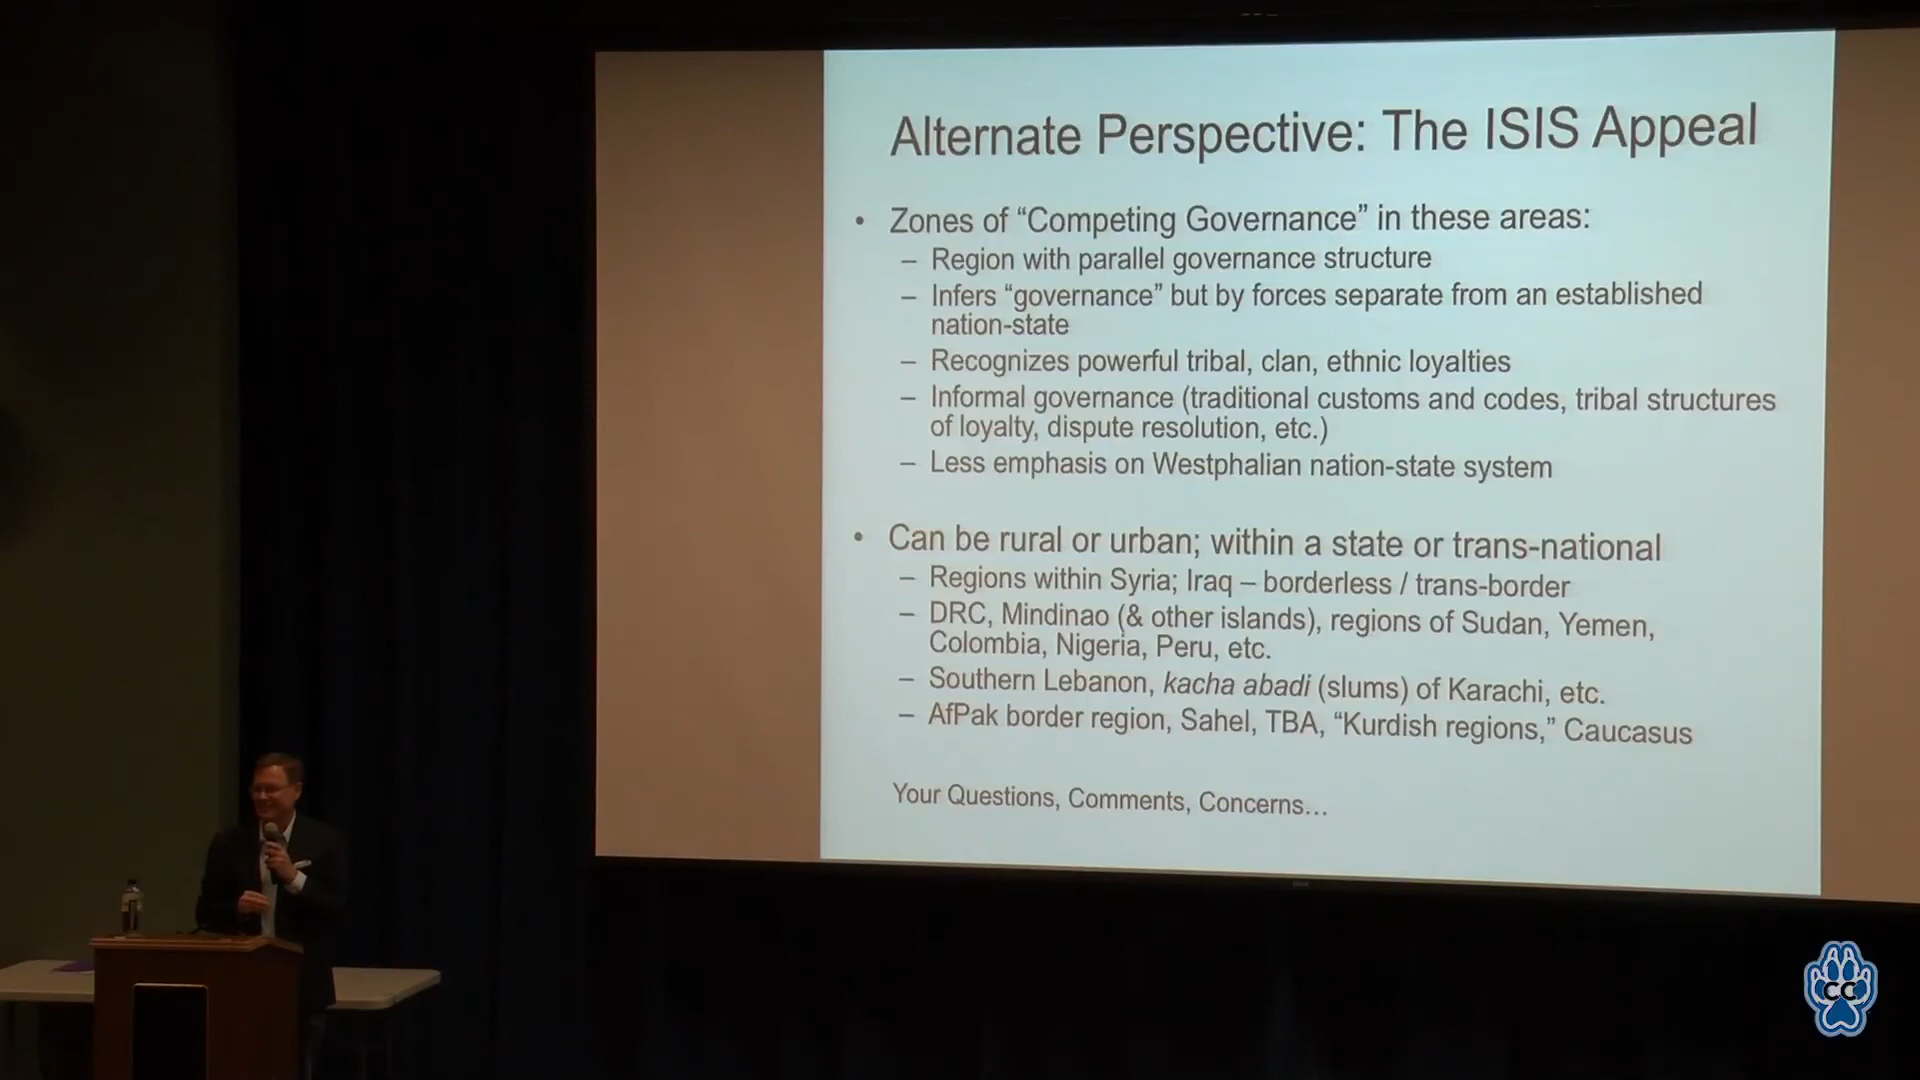 Alternate Perspective: The ISIS Appeal
• Zones of “Competing Governance” in these areas:
– Region with parallel governance structure
– Infers “governance” but by forces separate from an established
nation-state
– Recognizes powerful tribal, clan, ethnic loyalties
– Informal governance (traditional customs and codes, tribal structures
of loyalty, dispute resolution, etc.)
– Less emphasis on Westphalian nation-state system
• Can be rural or urban; within a state or trans-national
– Regions within Syria; Iraq – borderless / trans-border
– DRC, Mindinao (& other islands), regions of Sudan, Yemen,
Colombia, Nigeria, Peru, etc.
– Southern Lebanon, kacha abadi (slums) of Karachi, etc.
– AfPak border region, Sahel, TBA, “Kurdish regions,” Caucasus
Your Questions, Comments, Concerns...
CC